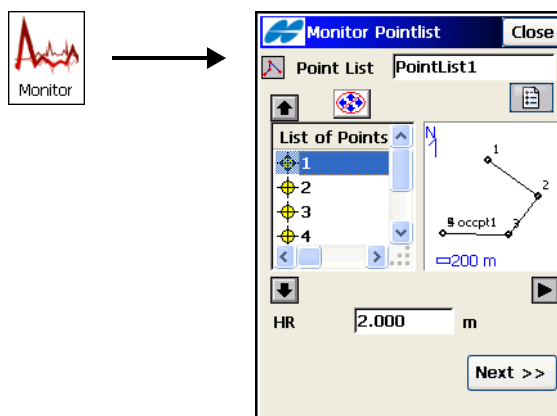 Monitor
Monitor Pointlist
Close
Point List
PointList1
List of Points
1
2
3
4
N
1
2
3
occpt1
200 m
HR
2.000
m
Next >>